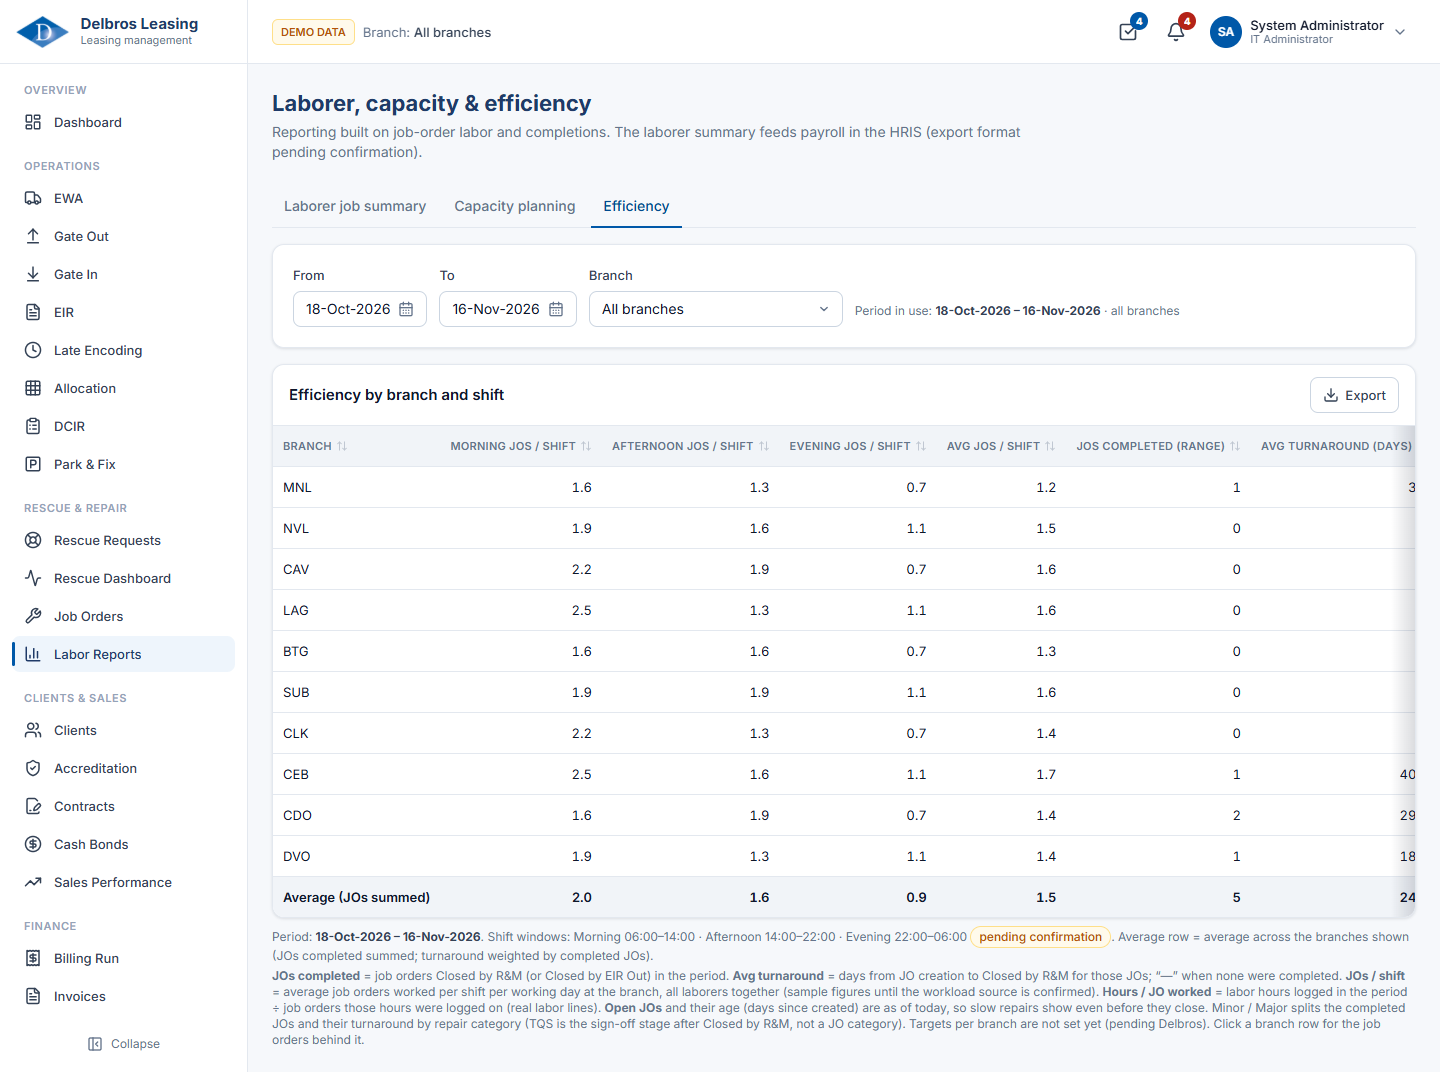 Delbros Leasing
Leasing management
DEMO DATA
Branch: All branches
4
4
SA
System Administrator
IT Administrator
OVERVIEW
Dashboard
OPERATIONS
EWA
Gate Out
Gate In
EIR
Late Encoding
Allocation
DCIR
Park & Fix
RESCUE & REPAIR
Rescue Requests
Rescue Dashboard
Job Orders
Labor Reports
CLIENTS & SALES
Clients
Accreditation
Contracts
Cash Bonds
Sales Performance
FINANCE
Billing Run
Invoices
Collapse
Laborer, capacity & efficiency
Reporting built on job-order labor and completions. The laborer summary feeds payroll in the HRIS (export format
pending confirmation).
Laborer job summary Capacity planning Efficiency
From To Branch
18-Oct-2026 16-Nov-2026 All branches Period in use: 18-Oct-2026 – 16-Nov-2026 · all branches
Efficiency by branch and shift
Export
BRANCH MORNING JOS / SHIFT AFTERNOON JOS / SHIFT EVENING JOS / SHIFT AVG JOS / SHIFT JOS COMPLETED (RANGE) AVG TURNAROUND (DAYS)
MNL 1.6 1.3 0.7 1.2 1 3
NVL 1.9 1.6 1.1 1.5 0
CAV 2.2 1.9 0.7 1.6 0
LAG 2.5 1.3 1.1 1.6 0
BTG 1.6 1.6 0.7 1.3 0
SUB 1.9 1.9 1.1 1.6 0
CLK 2.2 1.3 0.7 1.4 0
CEB 2.5 1.6 1.1 1.7 1 40
CDO 1.6 1.9 0.7 1.4 2 29
DVO 1.9 1.3 1.1 1.4 1 18
Average (JOs summed) 2.0 1.6 0.9 1.5 5 24
Period: 18-Oct-2026 – 16-Nov-2026. Shift windows: Morning 06:00–14:00 · Afternoon 14:00–22:00 · Evening 22:00–06:00 pending confirmation. Average row = average across the branches shown
(JOs completed summed; turnaround weighted by completed JOs).
JOs completed = job orders Closed by R&M (or Closed by EIR Out) in the period. Avg turnaround = days from JO creation to Closed by R&M for those JOs; “—” when none were completed. JOs / shift
= average job orders worked per shift per working day at the branch, all laborers together (sample figures until the workload source is confirmed). Hours / JO worked = labor hours logged in the period
÷ job orders those hours were logged on (real labor lines). Open JOs and their age (days since created) are as of today, so slow repairs show even before they close. Minor / Major splits the completed
JOs and their turnaround by repair category (TQS is the sign-off stage after Closed by R&M, not a JO category). Targets per branch are not set yet (pending Delbros). Click a branch row for the job
orders behind it.